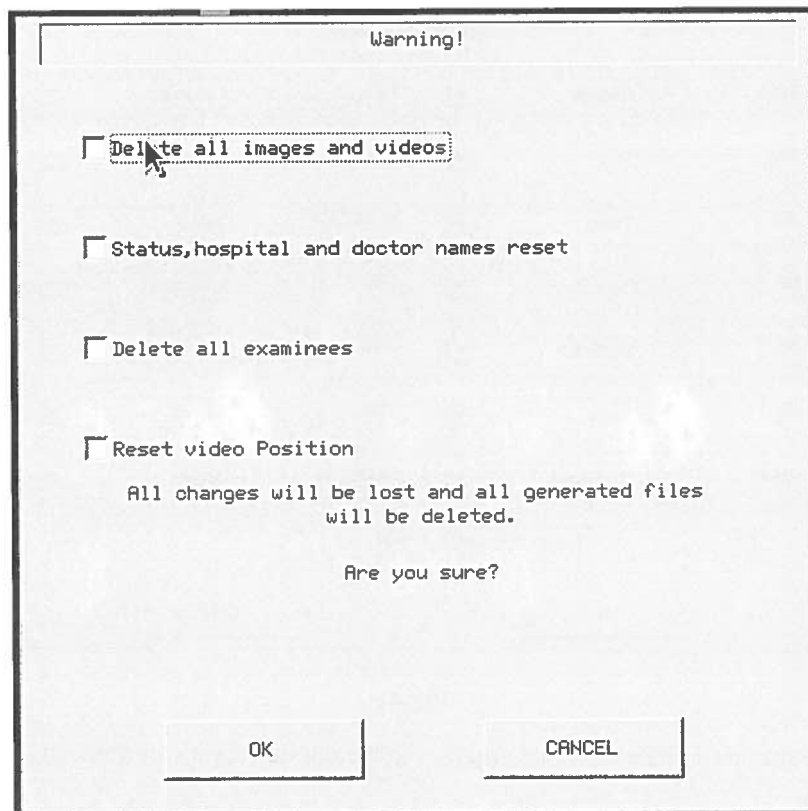 Warning!
Delete all images and videos
Status,hospital and doctor names reset
Delete all examinees
Reset video Position
All changes will be lost and all generated files
will be deleted.
Are you sure?
OK
CANCEL